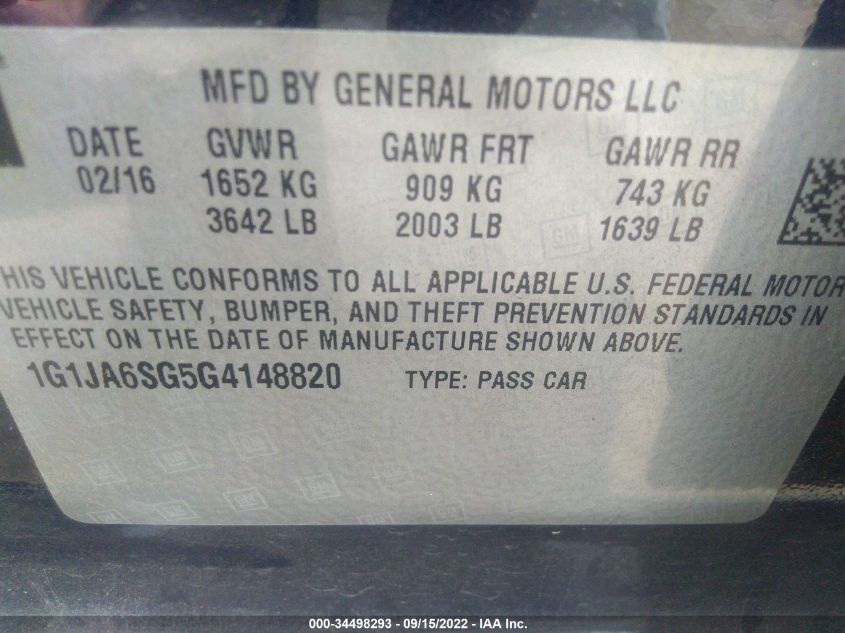 MFD BY GENERAL MOTORS LLC
DATE GVWR GAWR FRT GAWR RR
02/16 1652 KG 909 KG 743 KG
3642 LB 2003 LB 1639 LB
HIS VEHICLE CONFORMS TO ALL APPLICABLE U.S. FEDERAL MOTOR
VEHICLE SAFETY, BUMPER, AND THEFT PREVENTION STANDARDS IN
EFFECT ON THE DATE OF MANUFACTURE SHOWN ABOVE.
1G1JA6SG5G4148820 TYPE: PASS CAR
000-34498293 - 09/15/2022 - IAA Inc.